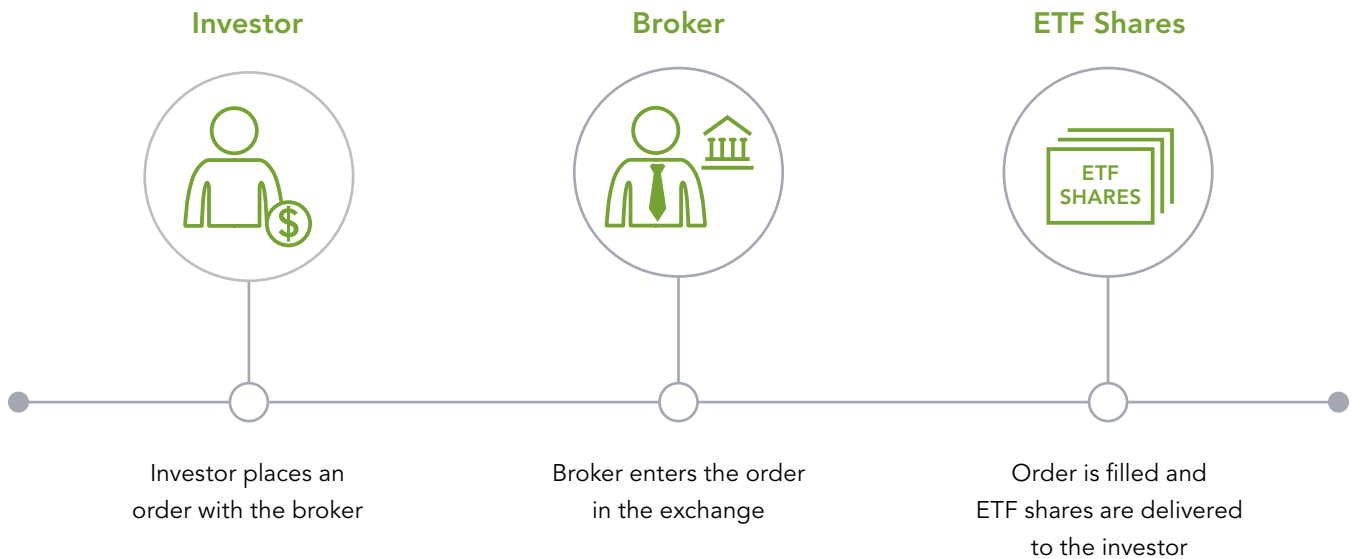 Investor
Broker
ETF Shares
$
ETF
SHARES
Investor places an
order with the broker
Broker enters the order
in the exchange
Order is filled and
ETF shares are delivered
to the investor